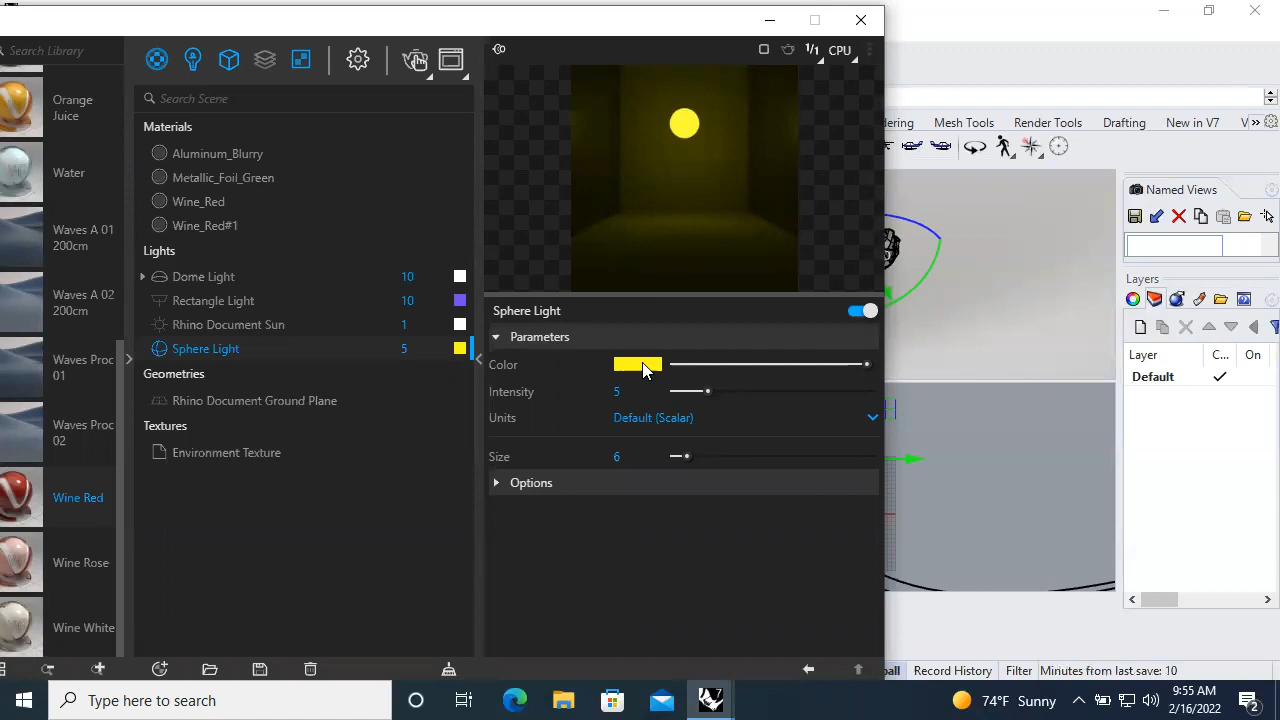 Search Library
Orange
Juice
Water
Waves A 01
200cm
Waves A 02
200cm
Waves Proc
01
Waves Proc
02
Wine Red
Wine Rose
Wine White
Search Scene
Materials
Aluminum_Blurry
Metallic_Foil_Green
Wine_Red
Wine_Red#1
Lights
Dome Light 10
Rectangle Light 10
Rhino Document Sun 1
Sphere Light 5
Geometries
Rhino Document Ground Plane
Textures
Environment Texture
1/1 CPU
Sphere Light
Parameters
Color
Intensity 5
Units Default (Scalar)
Size 6
Options
dering Mesh Tools Render Tools Drafting New in V7 V »
Named Views
Layers
Layer C... On
Default
ball Record History Filter Minutes from last save: 10
Type here to search
74°F Sunny
9:55 AM
2/16/2022
2